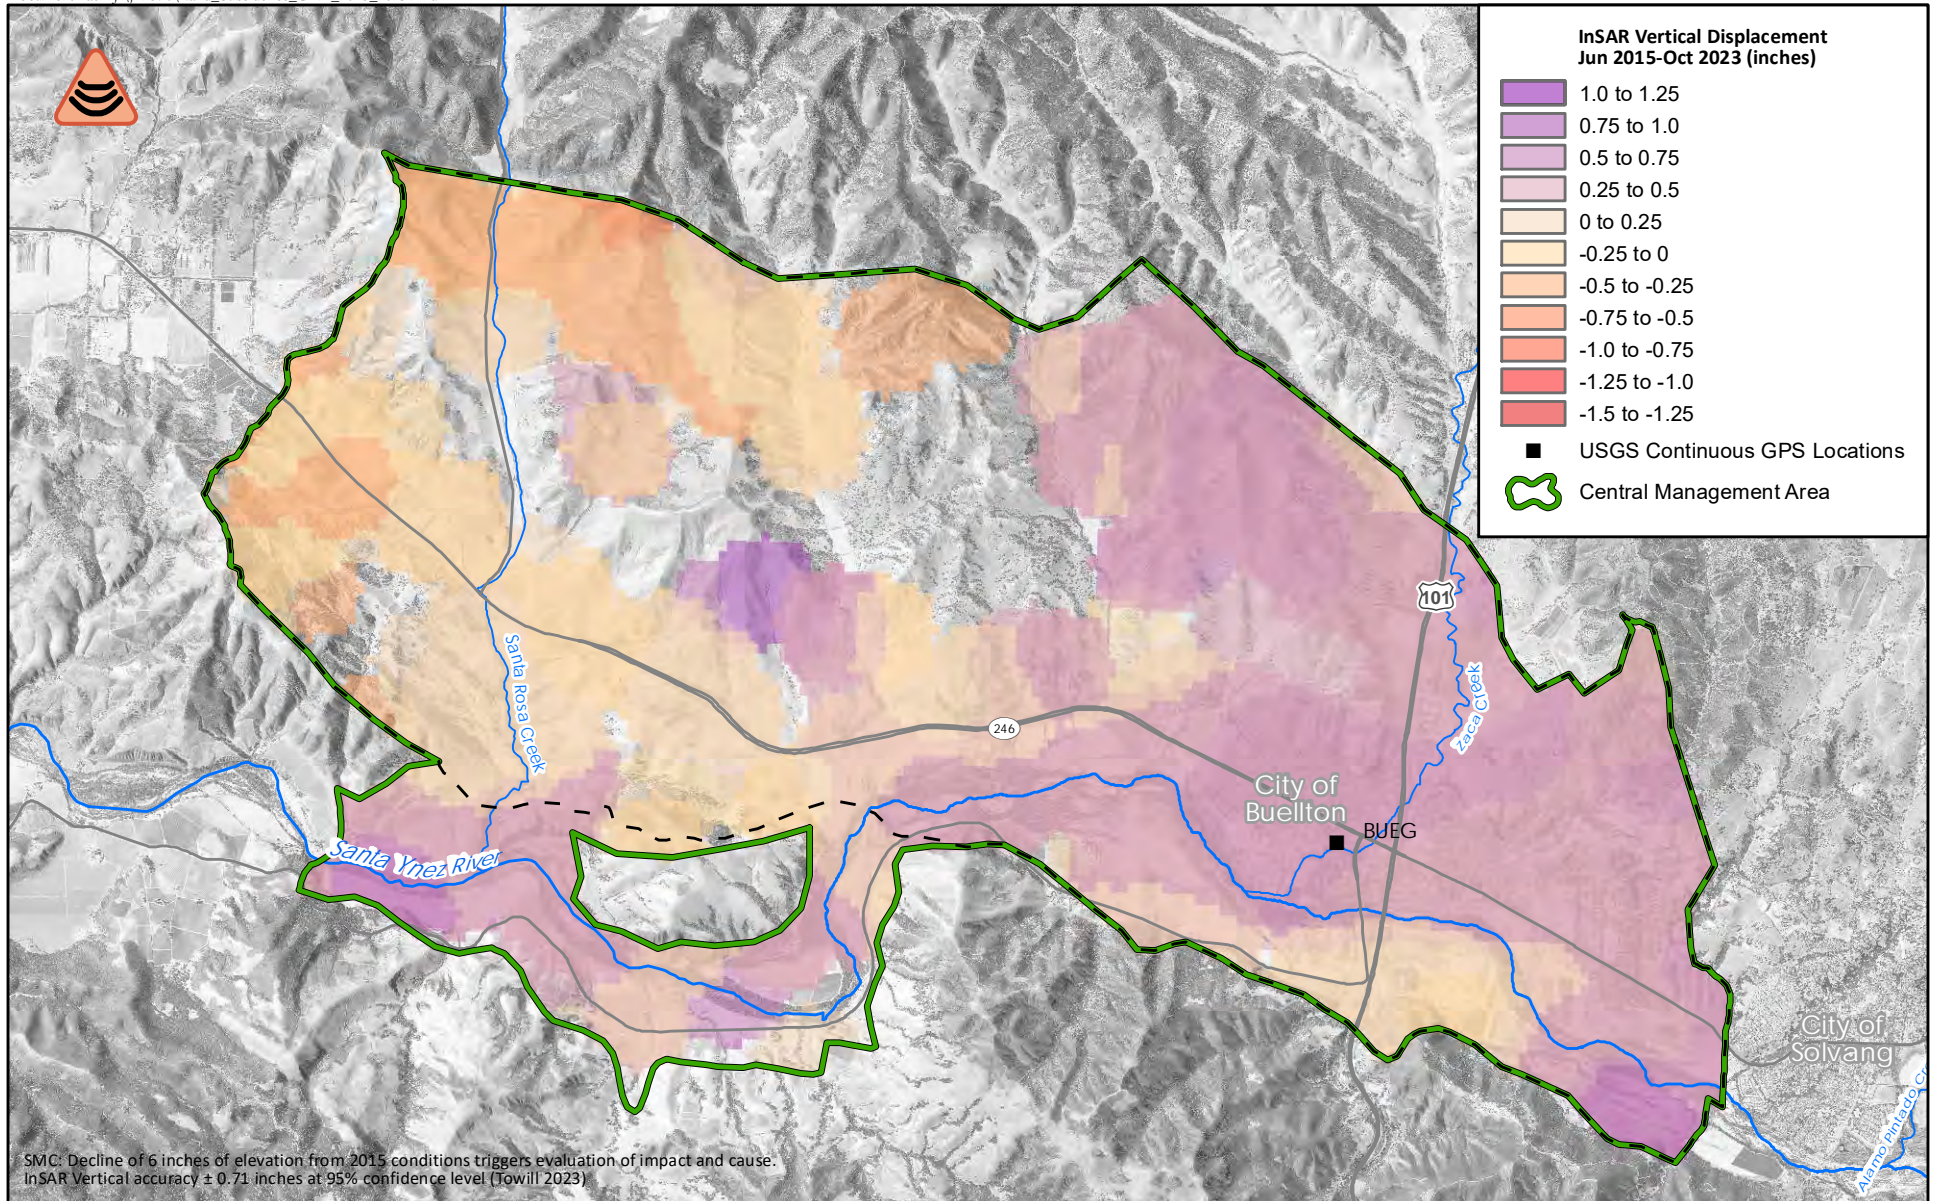 InSAR Vertical Displacement
Jun 2015-Oct 2023 (inches)
1.0 to 1.25
0.75 to 1.0
0.5 to 0.75
0.25 to 0.5
0 to 0.25
-0.25 to 0
-0.5 to -0.25
-0.75 to -0.5
-1.0 to -0.75
-1.25 to -1.0
-1.5 to -1.25
USGS Continuous GPS Locations
Central Management Area
101
Santa Rosa Creek
Zaca Creek
246
City of
Buellton
BUEG
Santa Ynez River
City of
Solvang
Alamo Pintado Cr
SMC: Decline of 6 inches of elevation from 2015 conditions triggers evaluation of impact and cause.
InSAR Vertical accuracy ± 0.71 inches at 95% confidence level (Towill 2023)